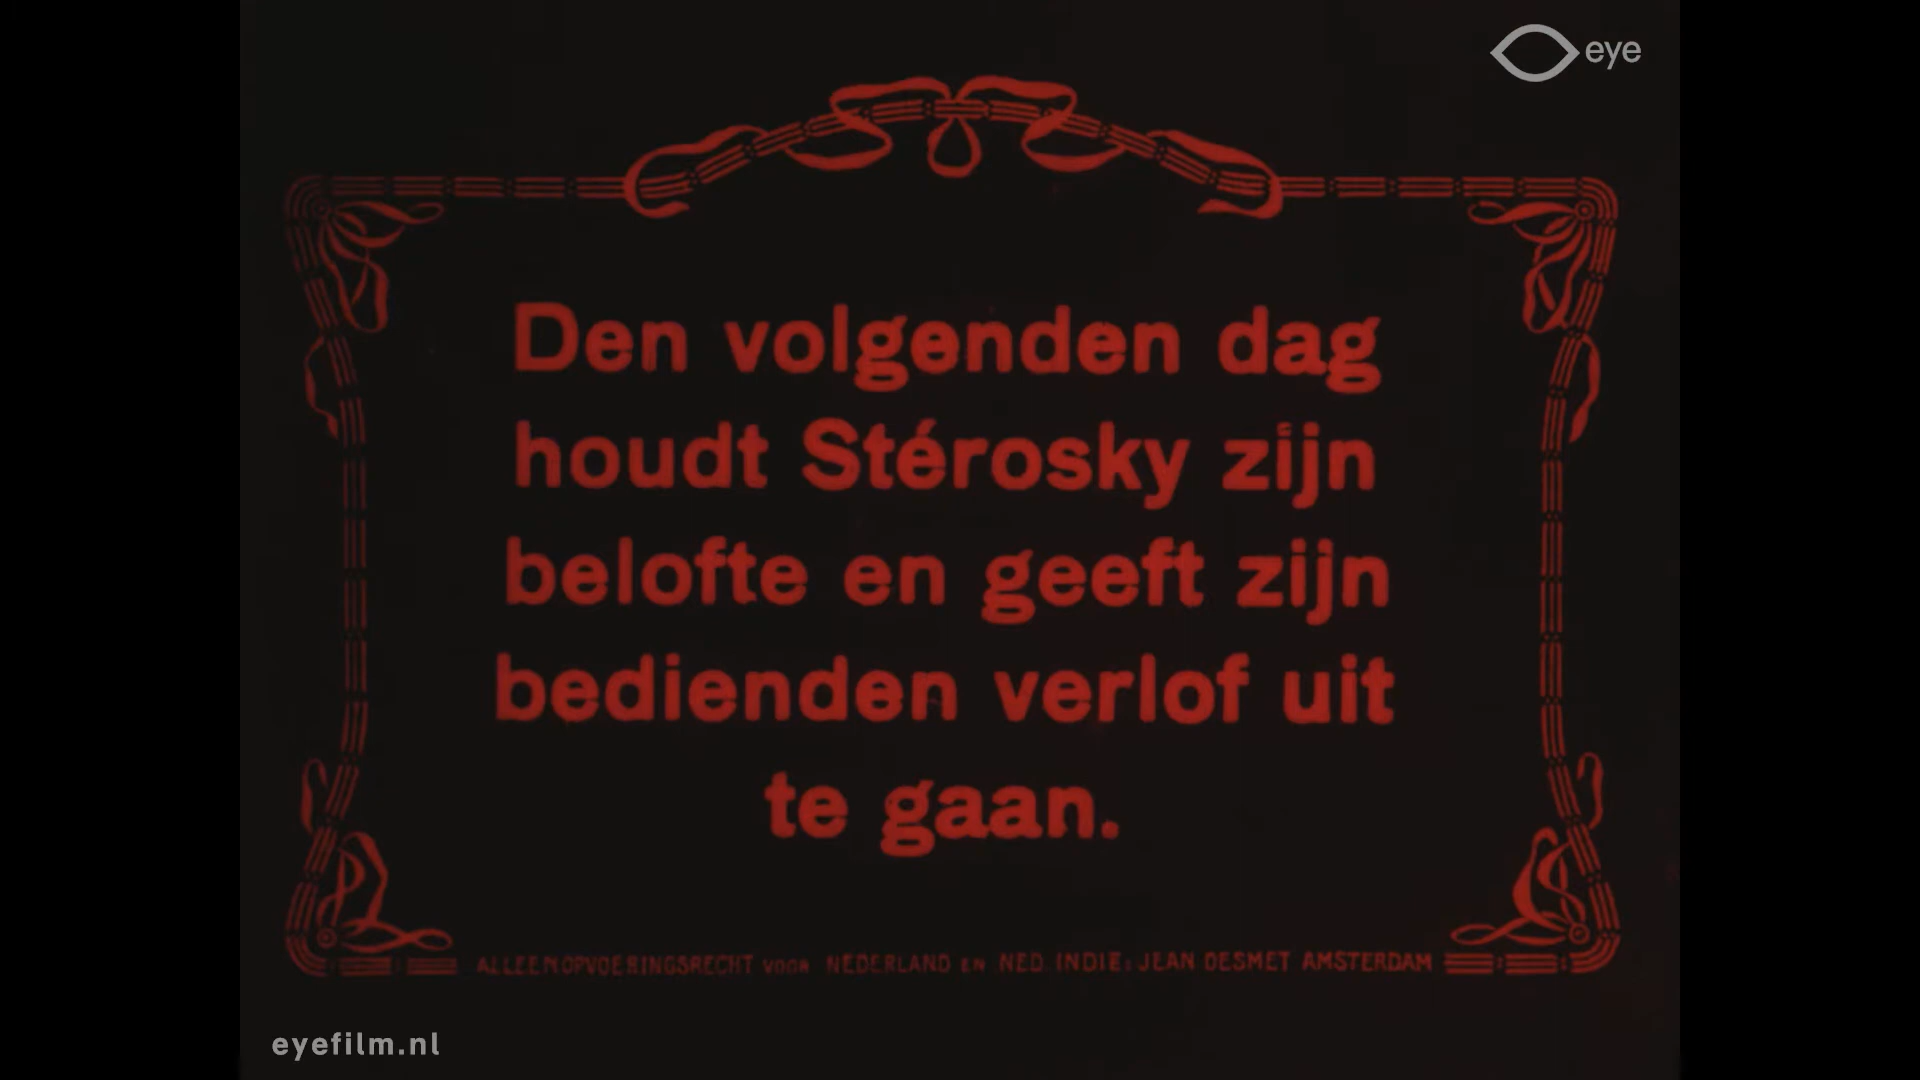 eye
Den volgenden dag
houdt Stérosky zijn
belofte en geeft zijn
bedienden verlof uit
te gaan.
ALLEENOPVOERINGSRECHT VOOR NEDERLAND EN NED. INDIE: JEAN DESMET AMSTERDAM
eyefilm.nl